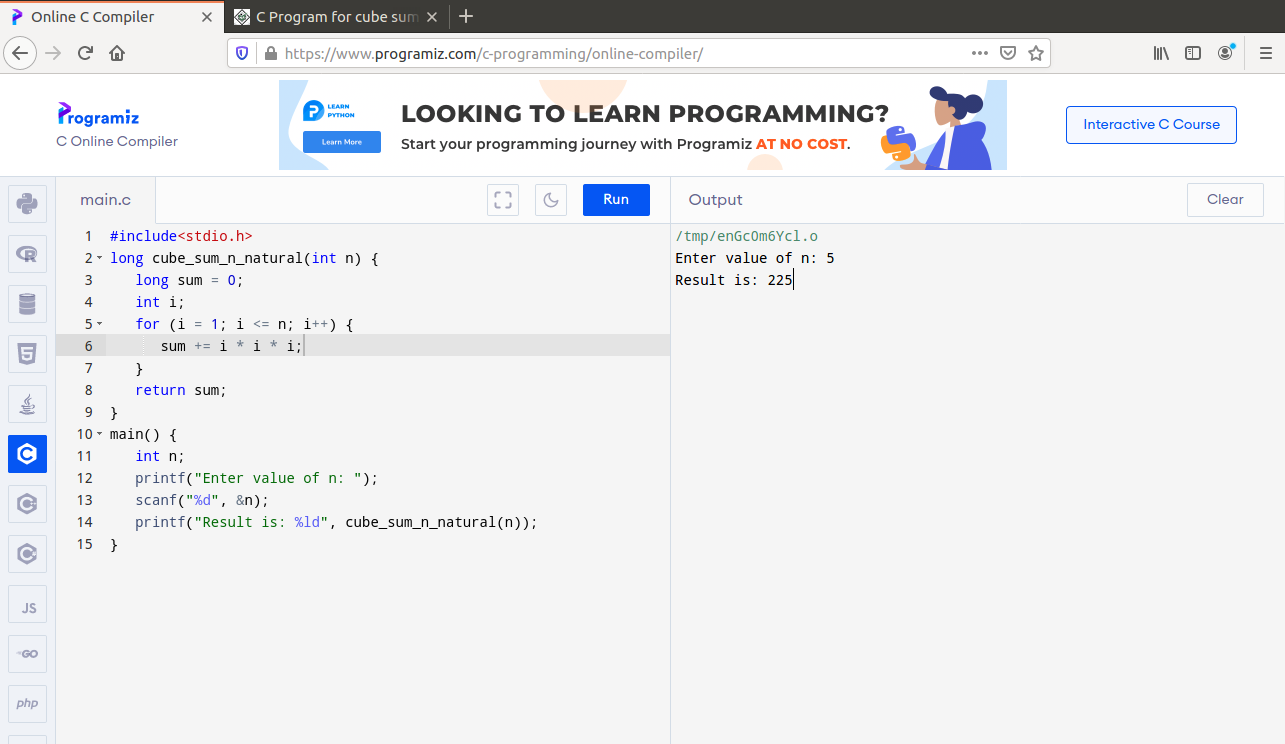 Online C Compiler
C Program for cube sum
https://www.programiz.com/c-programming/online-compiler/
Programiz
C Online Compiler
LEARN
PYTHON
Learn More
LOOKING TO LEARN PROGRAMMING?
Start your programming journey with Programiz AT NO COST.
Interactive C Course
main.c
Run
Output
Clear
1 #include<stdio.h>
2 long cube_sum_n_natural(int n) {
3 long sum = 0;
4 int i;
5 for (i = 1; i <= n; i++) {
6 sum += i * i * i;
7 }
8 return sum;
9 }
10 main() {
11 int n;
12 printf("Enter value of n: ");
13 scanf("%d", &n);
14 printf("Result is: %ld", cube_sum_n_natural(n));
15 }
/tmp/enGcOm6Ycl.o
Enter value of n: 5
Result is: 225
R
5
C
C
C
JS
GO
php